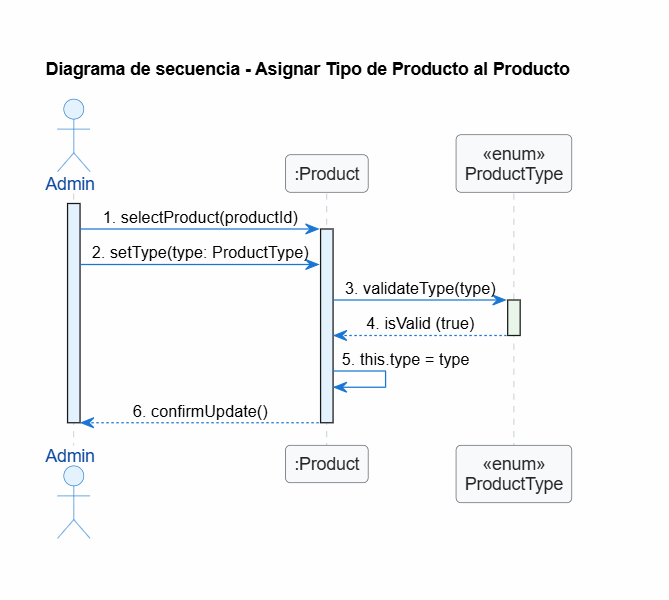 Diagrama de secuencia - Asignar Tipo de Producto al Producto
Admin
:Product
«enum»
ProductType
1. selectProduct(productId)
2. setType(type: ProductType)
3. validateType(type)
4. isValid (true)
5. this.type = type
6. confirmUpdate()
Admin
:Product
«enum»
ProductType